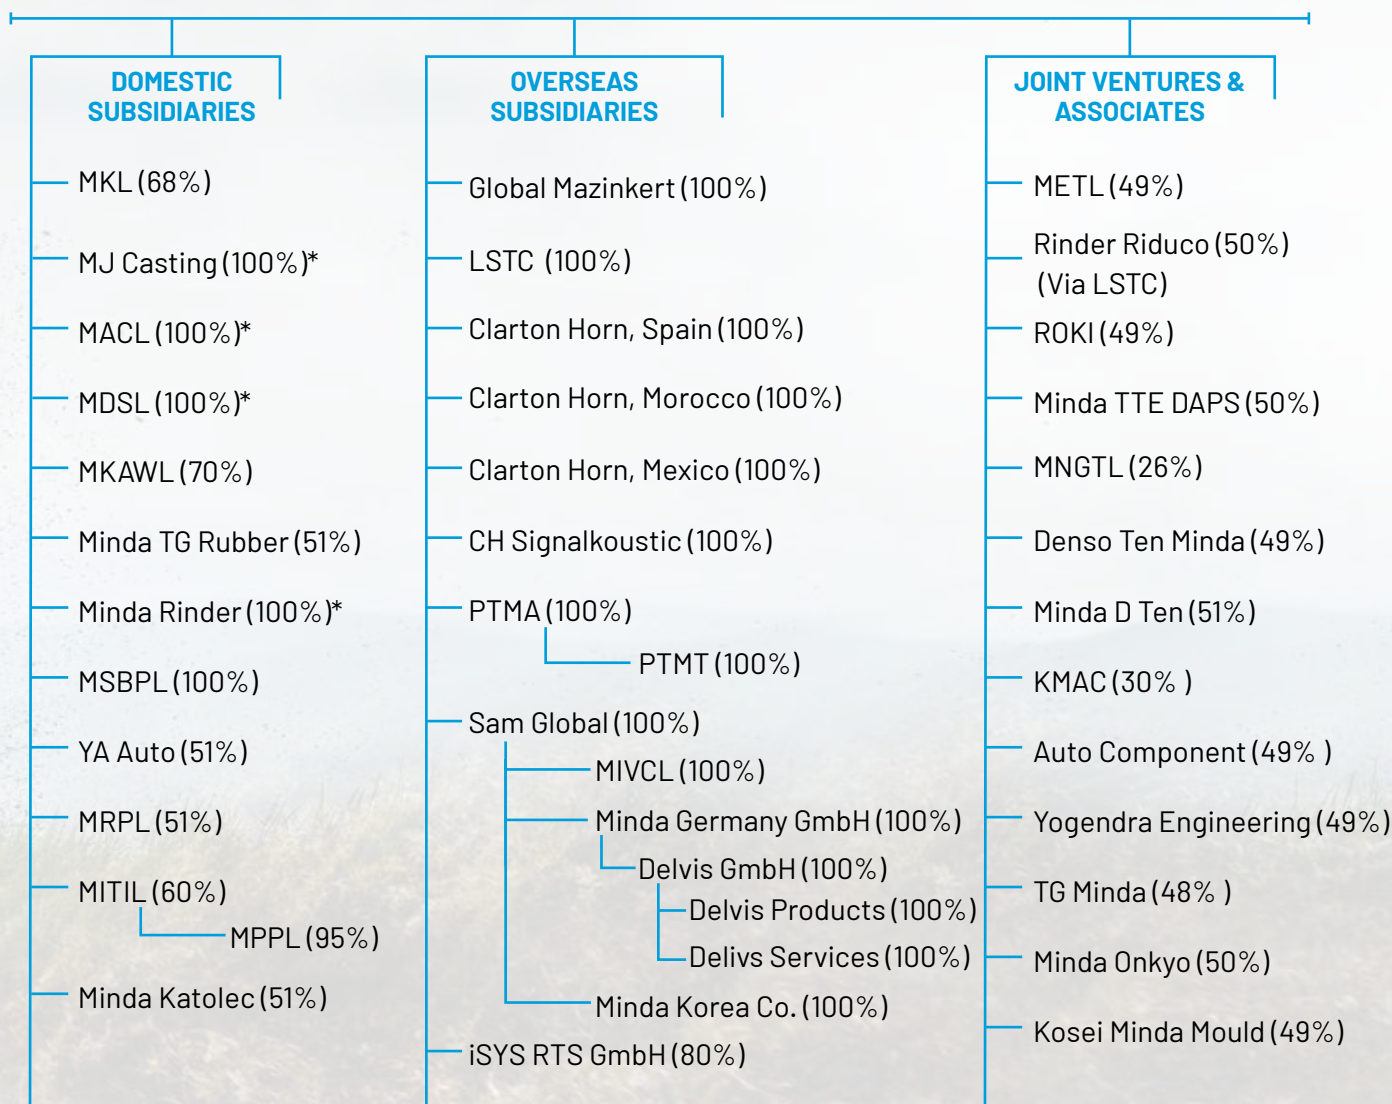 DOMESTIC
SUBSIDIARIES
MKL (68%)
MJ Casting (100%)*
MACL (100%)*
MDSL (100%)*
MKAWL (70%)
Minda TG Rubber (51%)
Minda Rinder (100%)*
MSBPL (100%)
YA Auto (51%)
MRPL (51%)
MITIL (60%)
MPPL (95%)
Minda Katolec (51%)
OVERSEAS
SUBSIDIARIES
Global Mazinkert (100%)
LSTC (100%)
Clarton Horn, Spain (100%)
Clarton Horn, Morocco (100%)
Clarton Horn, Mexico (100%)
CH Signalkoustic (100%)
PTMA (100%)
PTMT (100%)
Sam Global (100%)
MIVCL (100%)
Minda Germany GmbH (100%)
Delvis GmbH (100%)
Delvis Products (100%)
Delivs Services (100%)
Minda Korea Co. (100%)
iSYS RTS GmbH (80%)
JOINT VENTURES &
ASSOCIATES
METL (49%)
Rinder Riduco (50%)
(Via LSTC)
ROKI (49%)
Minda TTE DAPS (50%)
MNGTL (26%)
Denso Ten Minda (49%)
Minda D Ten (51%)
KMAC (30% )
Auto Component (49% )
Yogendra Engineering (49%)
TG Minda (48% )
Minda Onkyo (50%)
Kosei Minda Mould (49%)